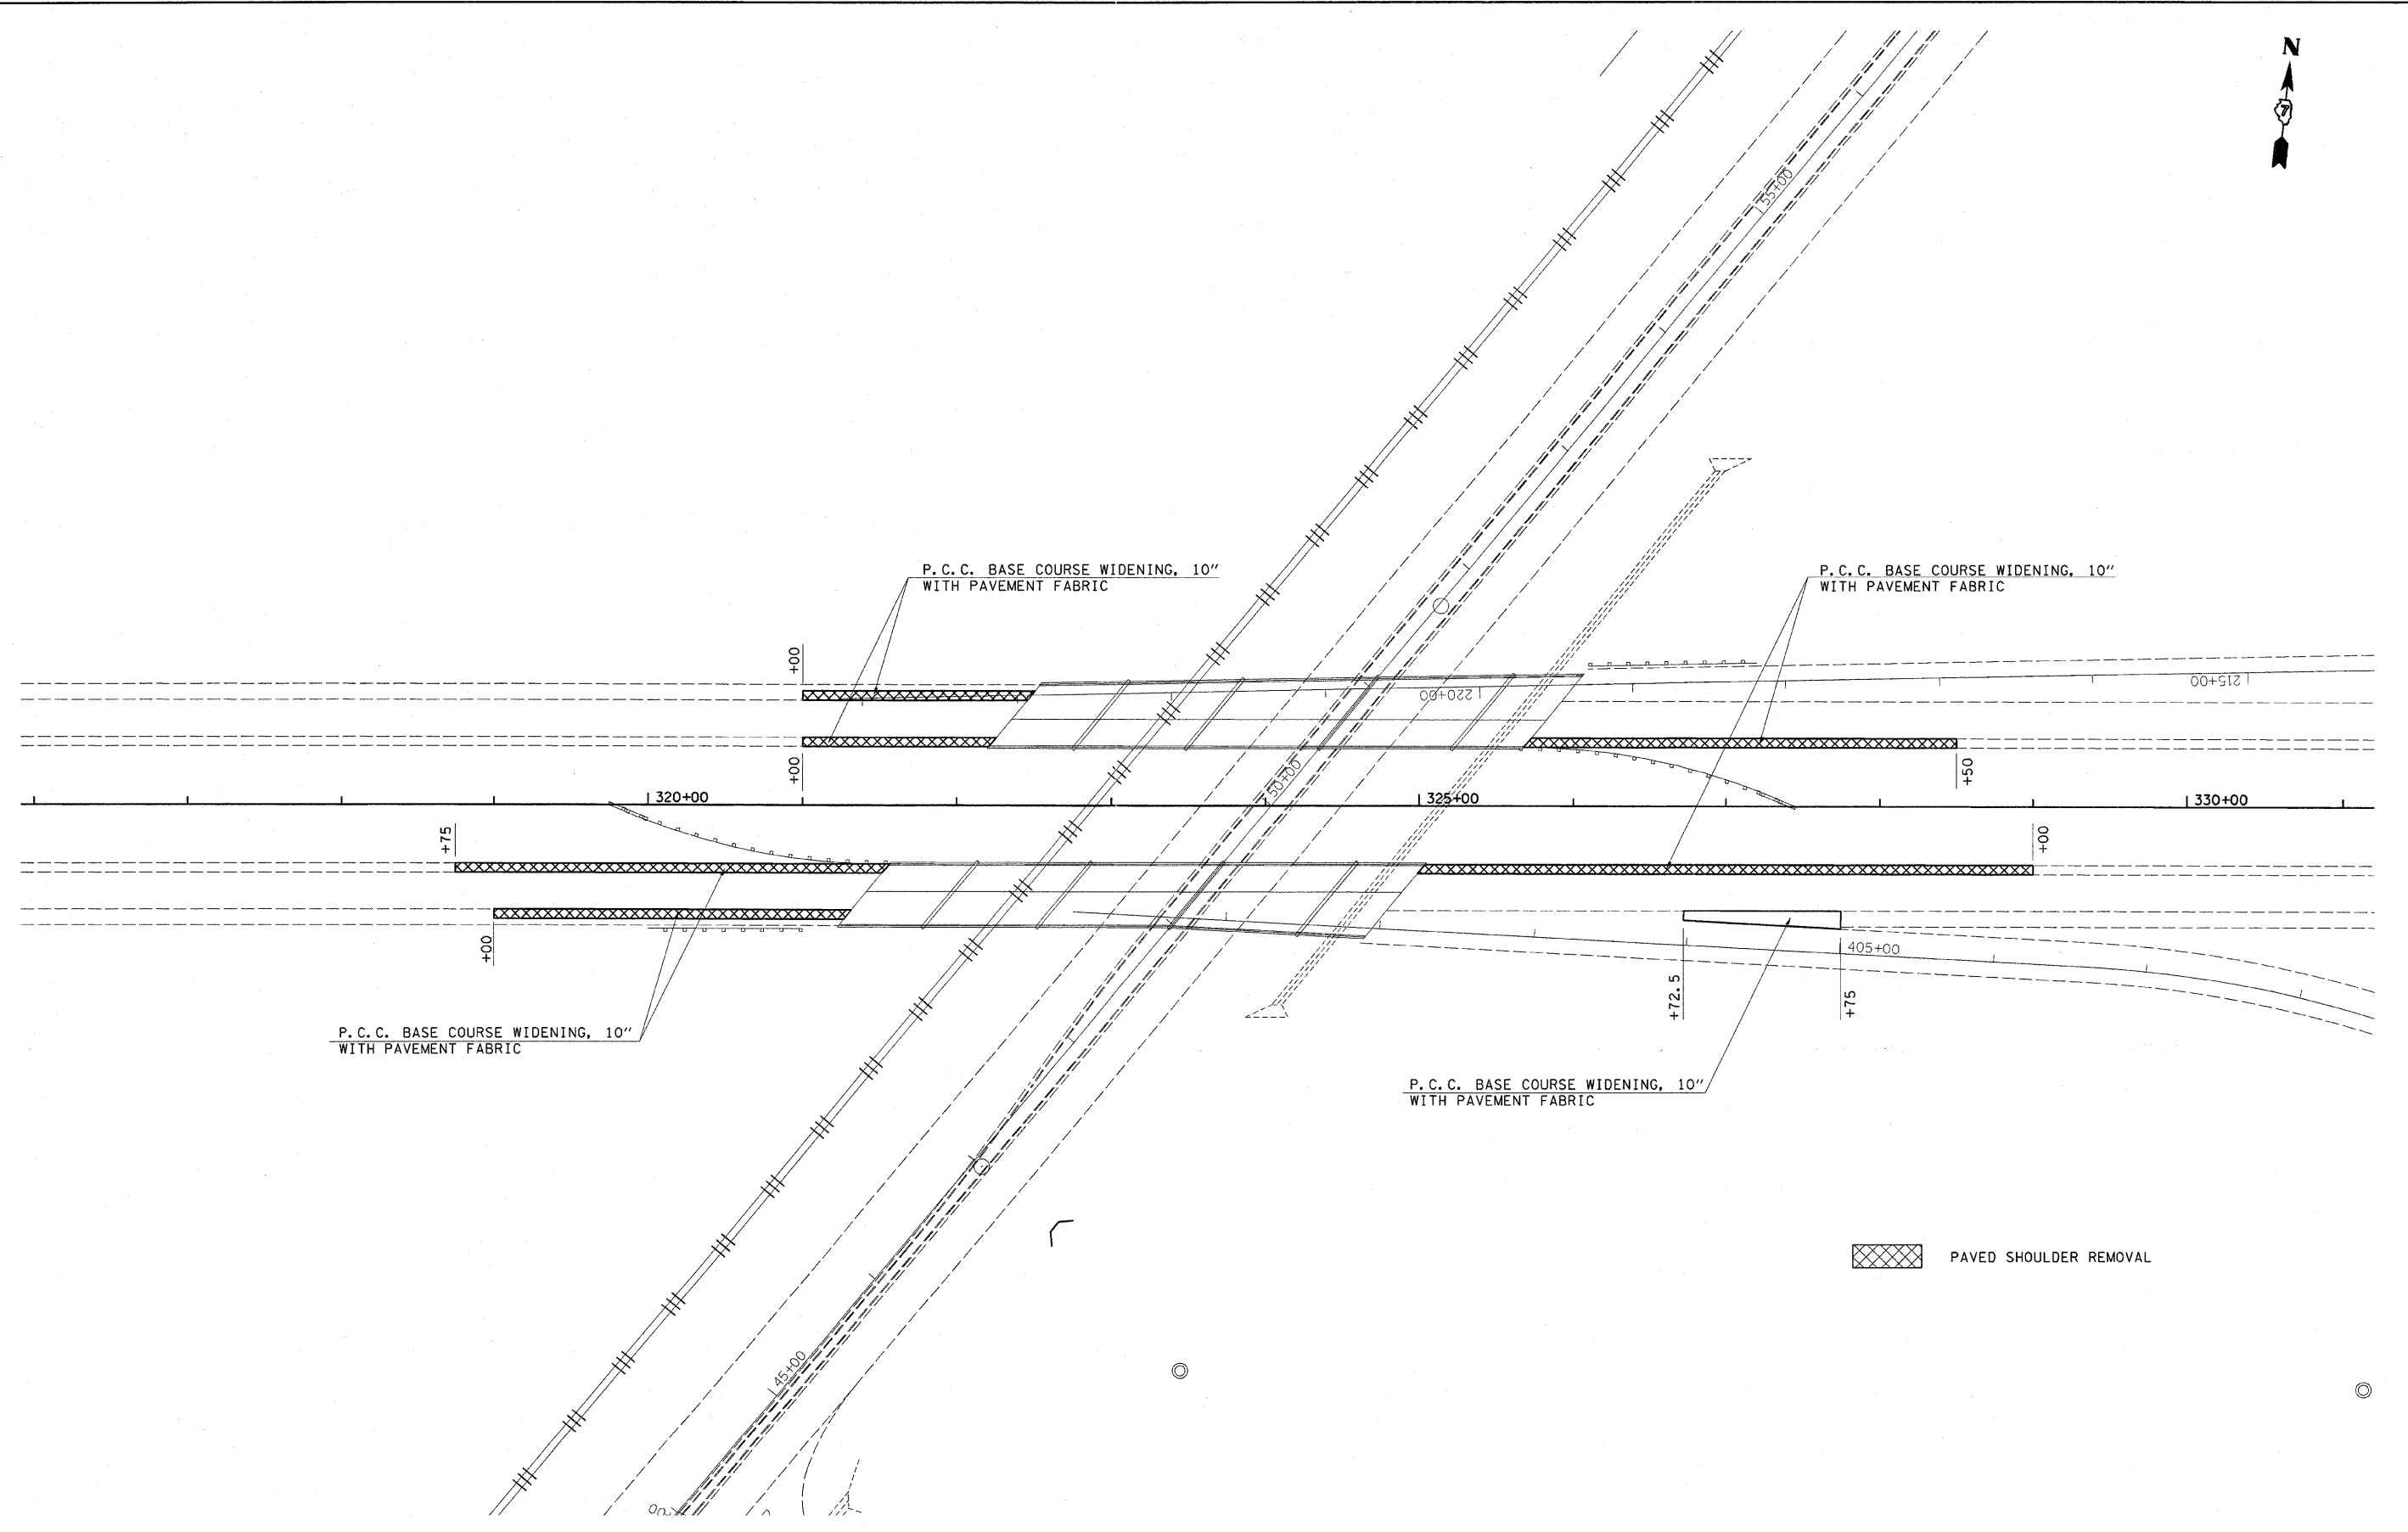 N
7
55+00
P.C.C. BASE COURSE WIDENING, 10"
WITH PAVEMENT FABRIC
P.C.C. BASE COURSE WIDENING, 10"
WITH PAVEMENT FABRIC
+00
220+00
215+00
+00
50+00
+50
320+00
325+00
330+00
+75
+00
+00
405+00
+72.5
+75
P.C.C. BASE COURSE WIDENING, 10"
WITH PAVEMENT FABRIC
P.C.C. BASE COURSE WIDENING, 10"
WITH PAVEMENT FABRIC
PAVED SHOULDER REMOVAL
45+00